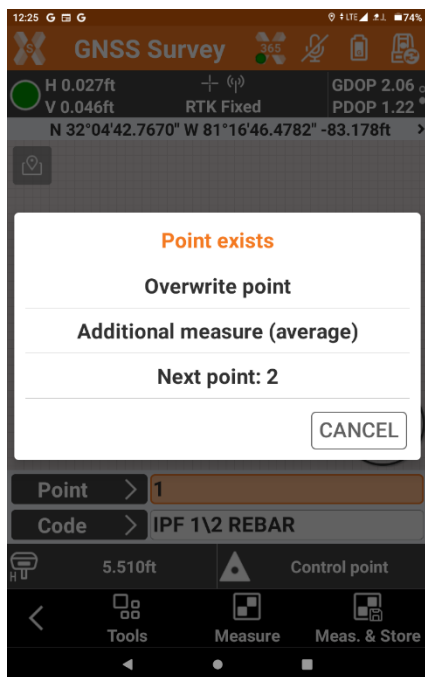 12:25 G G LTE 74%
GNSS Survey 365
H 0.027ft GDOP 2.06
V 0.046ft RTK Fixed PDOP 1.22
N 32°04'42.7670" W 81°16'46.4782" -83.178ft >
Point exists
Overwrite point
Additional measure (average)
Next point: 2
CANCEL
Point > 1
Code > IPF 1\2 REBAR
H 5.510ft Control point
Tools Measure Meas. & Store